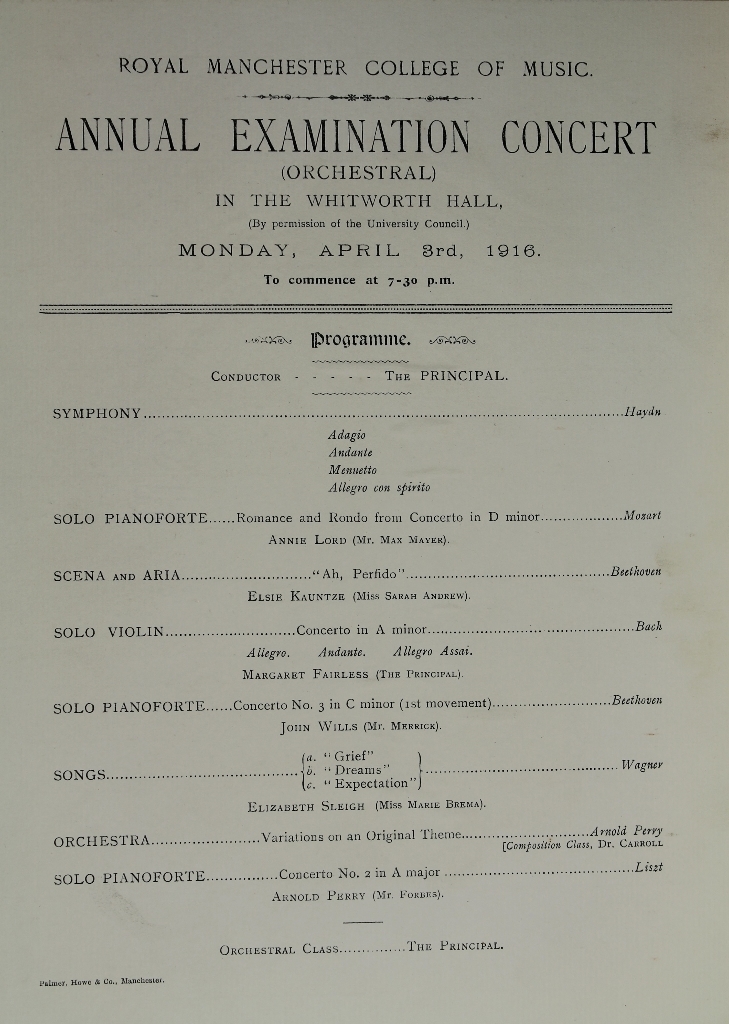 ROYAL MANCHESTER COLLEGE OF MUSIC.
ANNUAL EXAMINATION CONCERT
(ORCHESTRAL)
IN THE WHITWORTH HALL,
(By permission of the University Council.)
MONDAY, APRIL 3rd, 1916.
To commence at 7-30 p.m.
Programme.
CONDUCTOR - - - - - THE PRINCIPAL.
SYMPHONY....................Haydn
Adagio
Andante
Menuetto
Allegro con spirito
SOLO PIANOFORTE......Romance and Rondo from Concerto in D minor....................Mozart
ANNIE LORD (Mr. MAX MAYER).
SCENA AND ARIA...................."Ah, Perfido"....................Beethoven
ELSIE KAUNTZE (MISS SARAH ANDREW).
SOLO VIOLIN....................Concerto in A minor....................Bach
Allegro. Andante. Allegro Assai.
MARGARET FAIRLESS (THE PRINCIPAL).
SOLO PIANOFORTE......Concerto No. 3 in C minor (1st movement)....................Beethoven
JOHN WILLS (Mr. MERRICK).
SONGS....................{a. "Grief"
b. "Dreams"
c. "Expectation"}....................Wagner
ELIZABETH SLEIGH (MISS MARIE BREMA).
ORCHESTRA....................Variations on an Original Theme....................Arnold Perry
[Composition Class, DR. CARROLL
SOLO PIANOFORTE................Concerto No. 2 in A major ....................Liszt
ARNOLD PERRY (Mr. FORBES).
ORCHESTRAL CLASS...............THE PRINCIPAL.
Palmer, Howe & Co., Manchester.